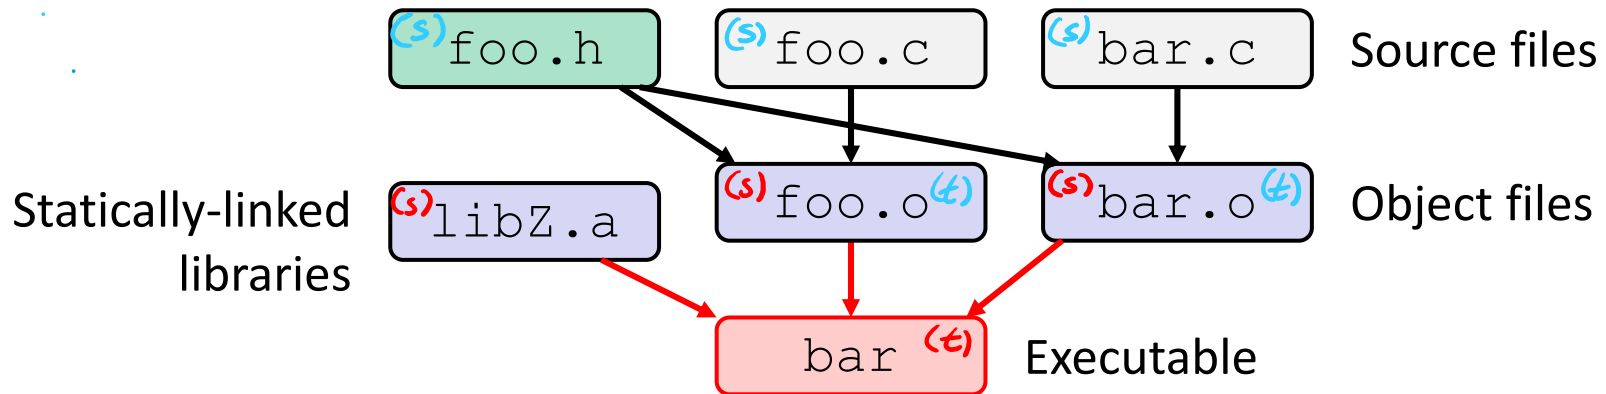 (s) foo.h (s) foo.c (s) bar.c Source files
Statically-linked libraries
(s) libZ.a (s) foo.o (t) (s) bar.o (t) Object files
bar (t) Executable